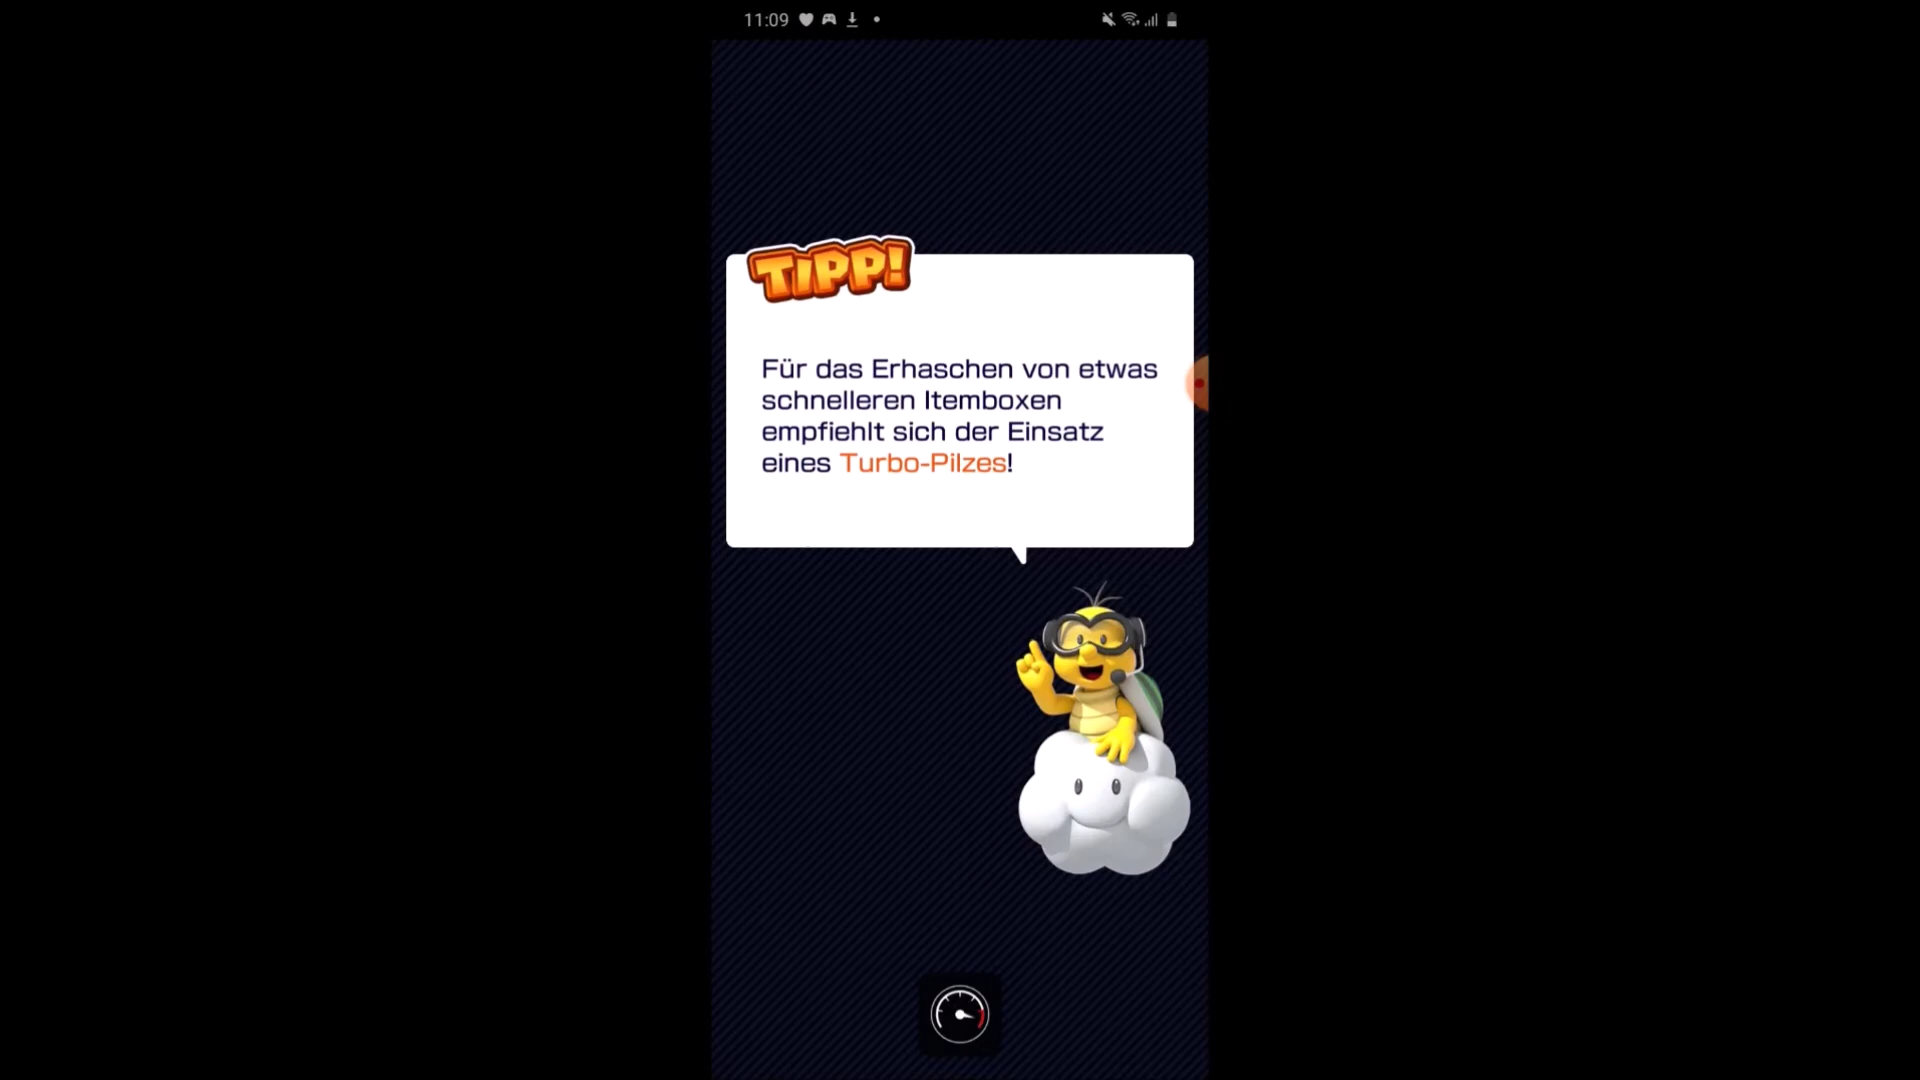 11:09
TIPP!
Für das Erhaschen von etwas
schnelleren Itemboxen
empfiehlt sich der Einsatz
eines Turbo-Pilzes!